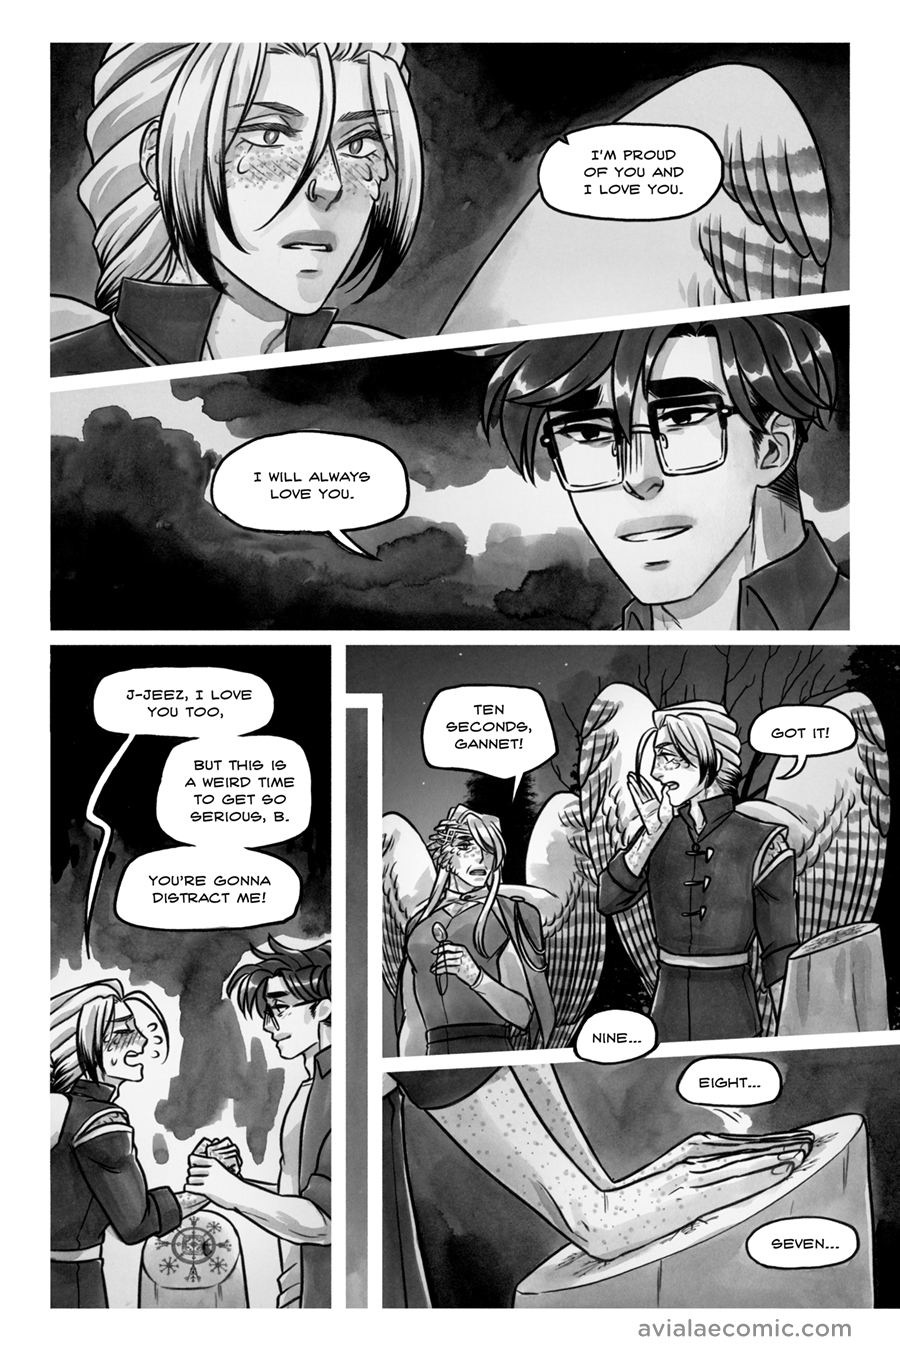 I'M PROUD
OF YOU AND
I LOVE YOU.
I WILL ALWAYS
LOVE YOU.
J-JEEZ, I LOVE
YOU TOO,
BUT THIS IS
A WEIRD TIME
TO GET SO
SERIOUS, B.
YOU'RE GONNA
DISTRACT ME!
TEN
SECONDS,
GANNET!
GOT IT!
NINE...
EIGHT...
SEVEN...
avialaecomic.com